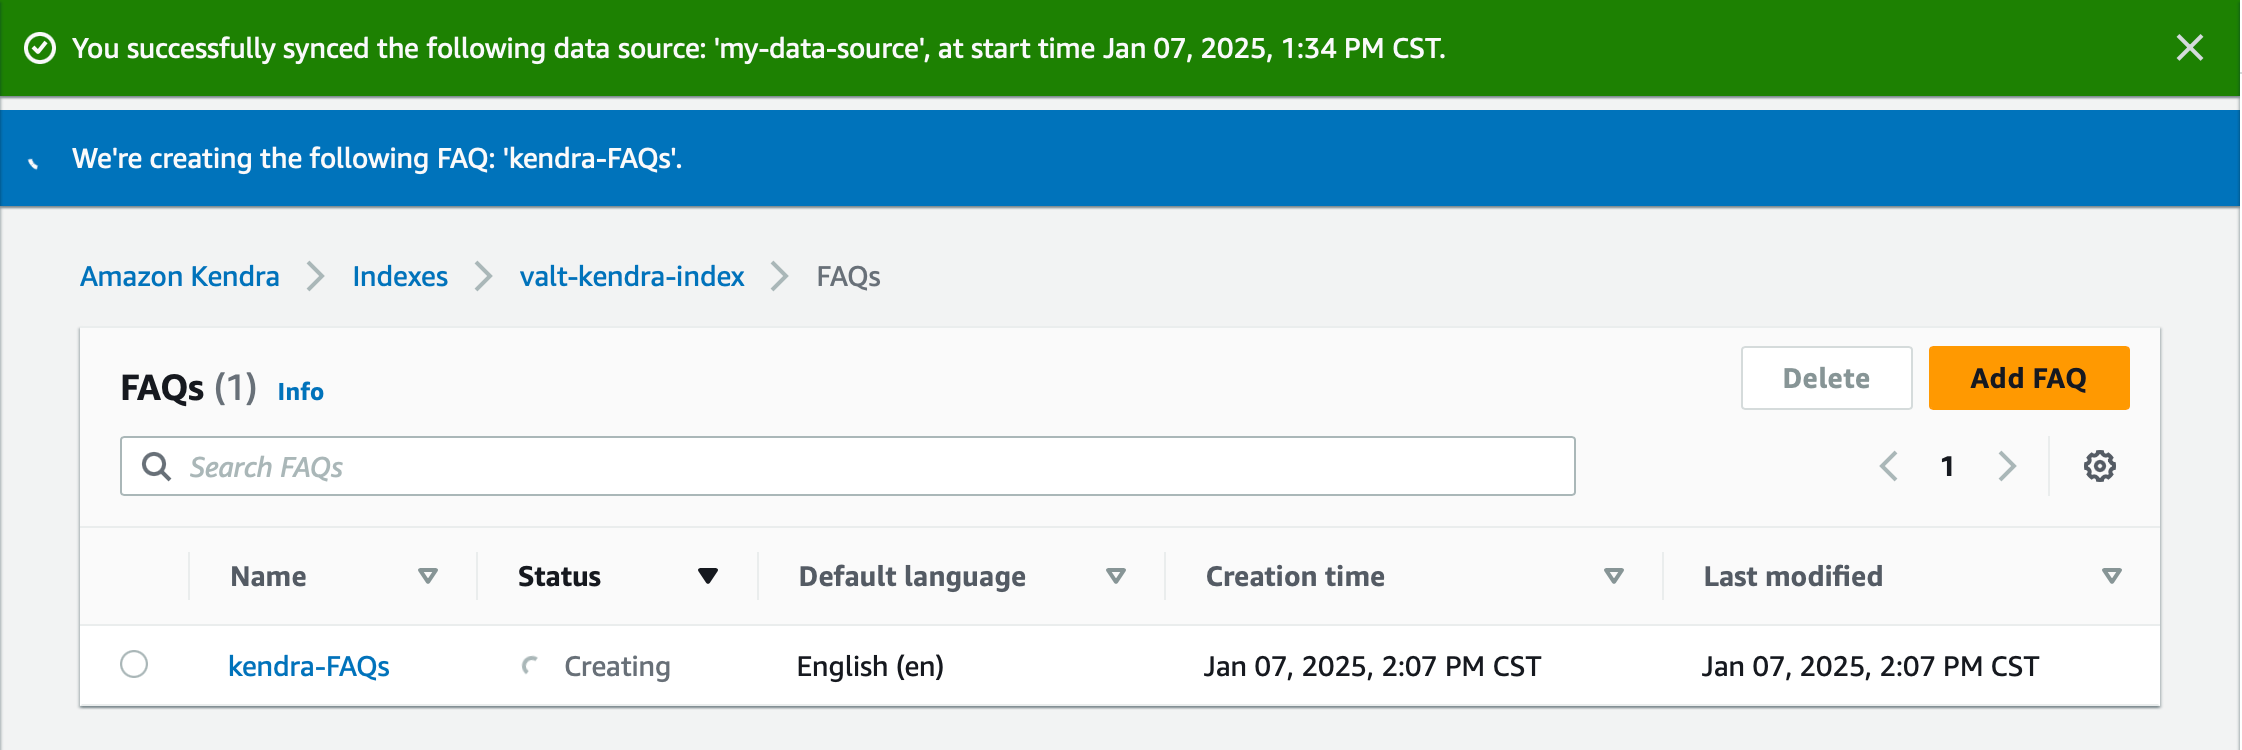 You successfully synced the following data source: 'my-data-source', at start time Jan 07, 2025, 1:34 PM CST.
We're creating the following FAQ: 'kendra-FAQs'.
Amazon Kendra Indexes valt-kendra-index FAQs
FAQs (1) Info Delete Add FAQ
Search FAQs 1
Name Status Default language Creation time Last modified
kendra-FAQs Creating English (en) Jan 07, 2025, 2:07 PM CST Jan 07, 2025, 2:07 PM CST